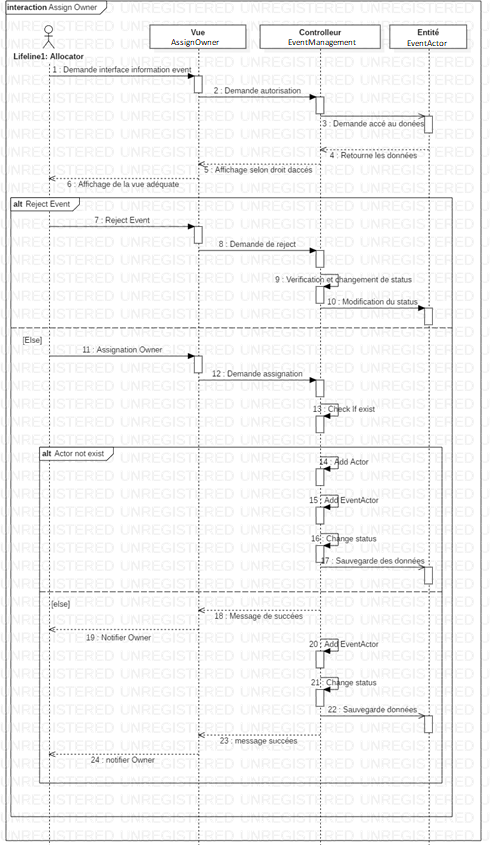 interaction Assign Owner
Vue
AssignOwner
Controlleur
EventManagement
Entité
EventActor
Lifeline1: Allocator
1 : Demande interface information event
2 : Demande autorisation
3 : Demande accé au donées
4 : Retourne les données
5 : Affichage selon droit daccès
6 : Affichage de la vue adéquate
alt Reject Event
7 : Reject Event
8 : Demande de reject
9 : Verification et changement de status
10 : Modification du status
[Else]
11 : Assignation Owner
12 : Demande assignation
13 : Check If exist
alt Actor not exist
14 : Add Actor
15 : Add EventActor
16 : Change status
17 : Sauvegarde des données
[else]
18 : Message de succées
19 : Notifier Owner
20 : Add EventActor
21 : Change status
22 : Sauvegarde données
23 : message succées
24 : notifier Owner
UNREGISTERED